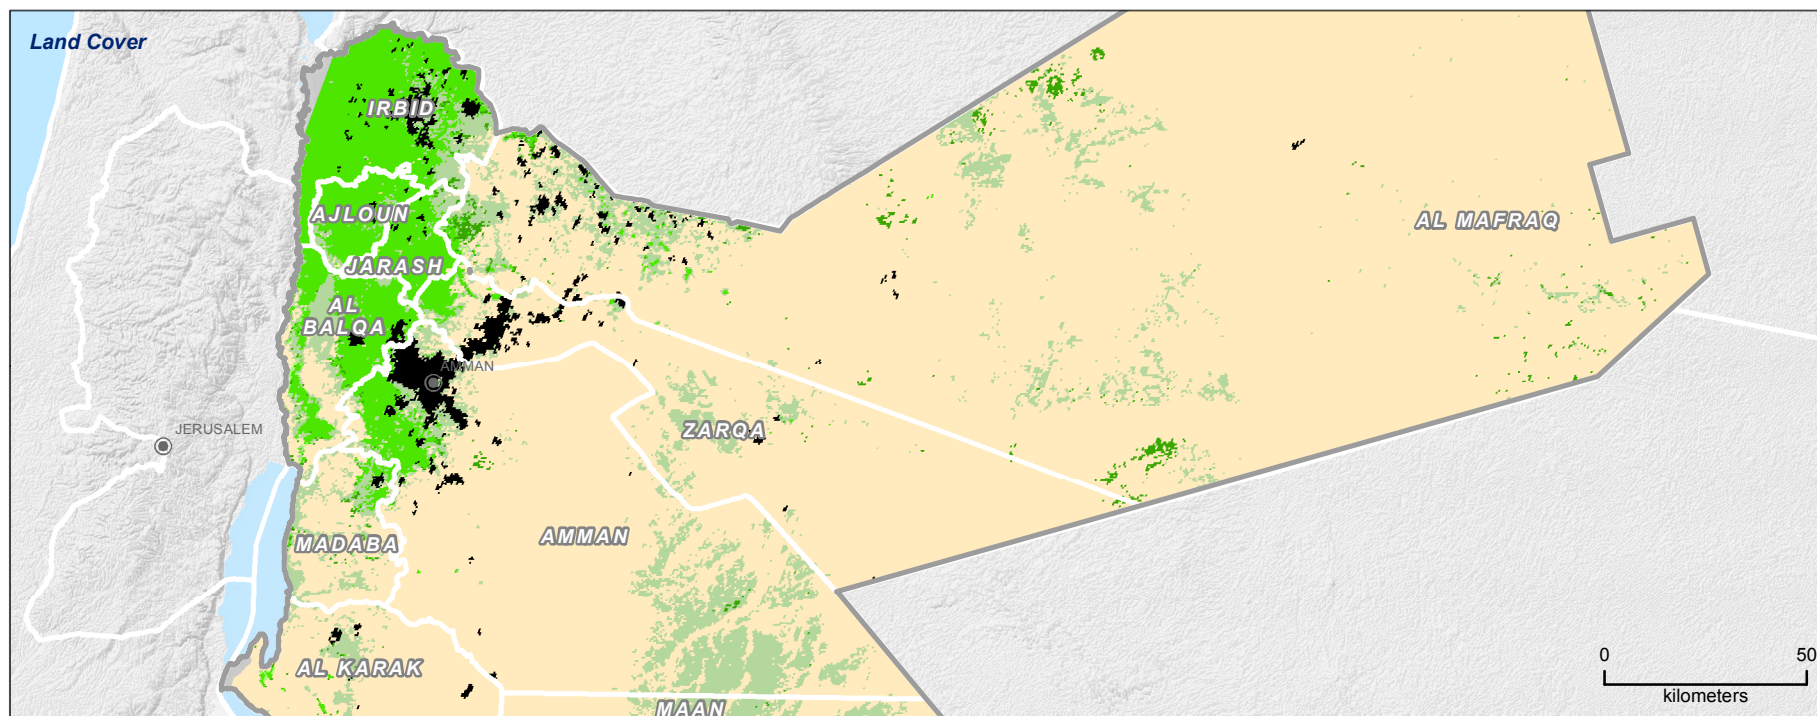 Land Cover
IRBID
AJLOUN
JARASH
AL
BALQA
AMMAN
JERUSALEM
AL MAFRAQ
ZARQA
MADABA
AMMAN
AL KARAK
MAAN
0 50
kilometers